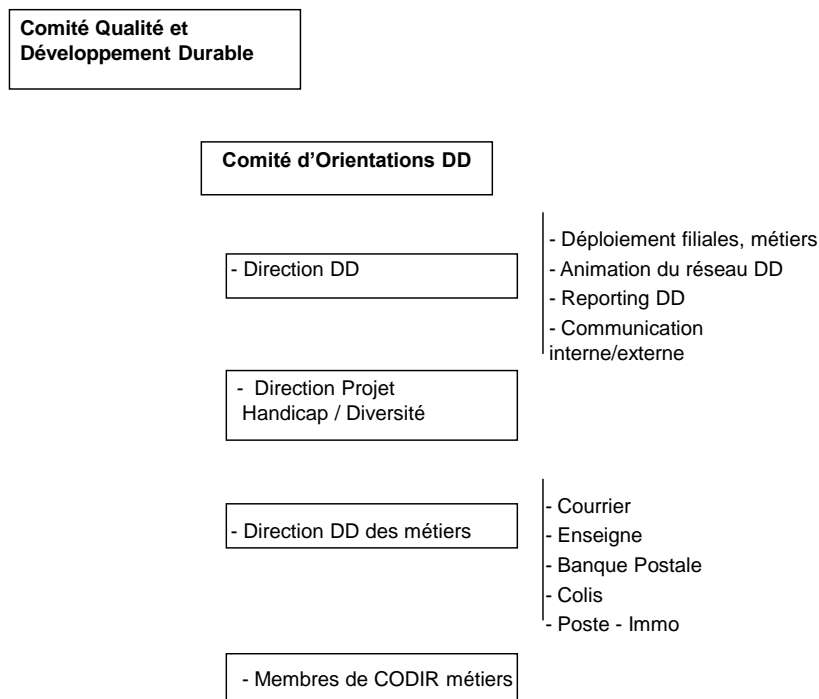 Comité Qualité et
Développement Durable
Comité d'Orientations DD
- Direction DD
- Déploiement filiales, métiers
- Animation du réseau DD
- Reporting DD
- Communication
interne/externe
- Direction Projet
Handicap / Diversité
- Direction DD des métiers
- Courrier
- Enseigne
- Banque Postale
- Colis
- Poste - Immo
- Membres de CODIR métiers